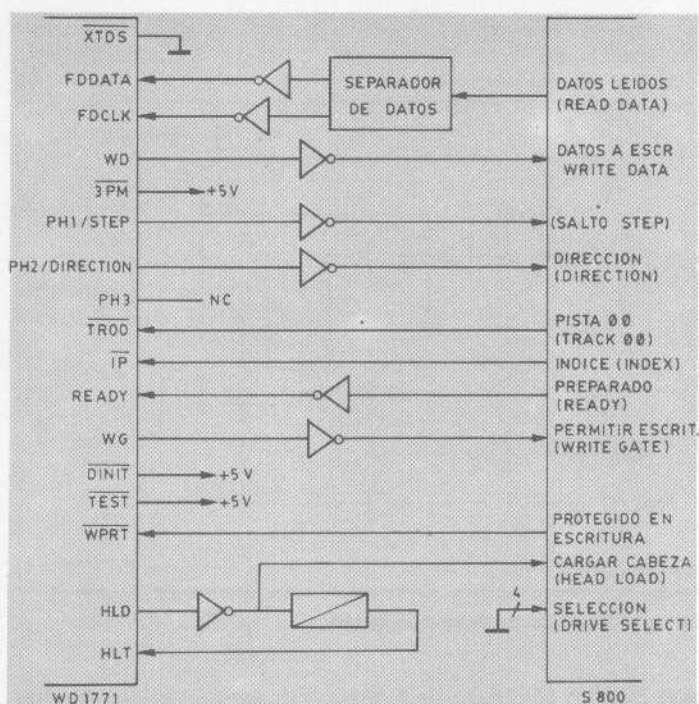 XTDS
FDDATA
FDCLK
SEPARADOR
DE DATOS
DATOS LEIDOS
(READ DATA)
WD
DATOS A ESCR
WRITE DATA
3PM
+5V
PH1/STEP
(SALTO STEP)
PH2/DIRECTION
DIRECCION
(DIRECTION)
PH3
NC
TR00
PISTA 00
(TRACK 00)
IP
INDICE (INDEX)
READY
PREPARADO
(READY)
WG
PERMITIR ESCRIT.
(WRITE GATE)
DINIT
+5V
TEST
+5V
WPRT
PROTEGIDO EN
ESCRITURA
CARGAR CABEZA
(HEAD LOAD)
HLD
4
SELECCION
(DRIVE SELECT)
HLT
WD1771
S800